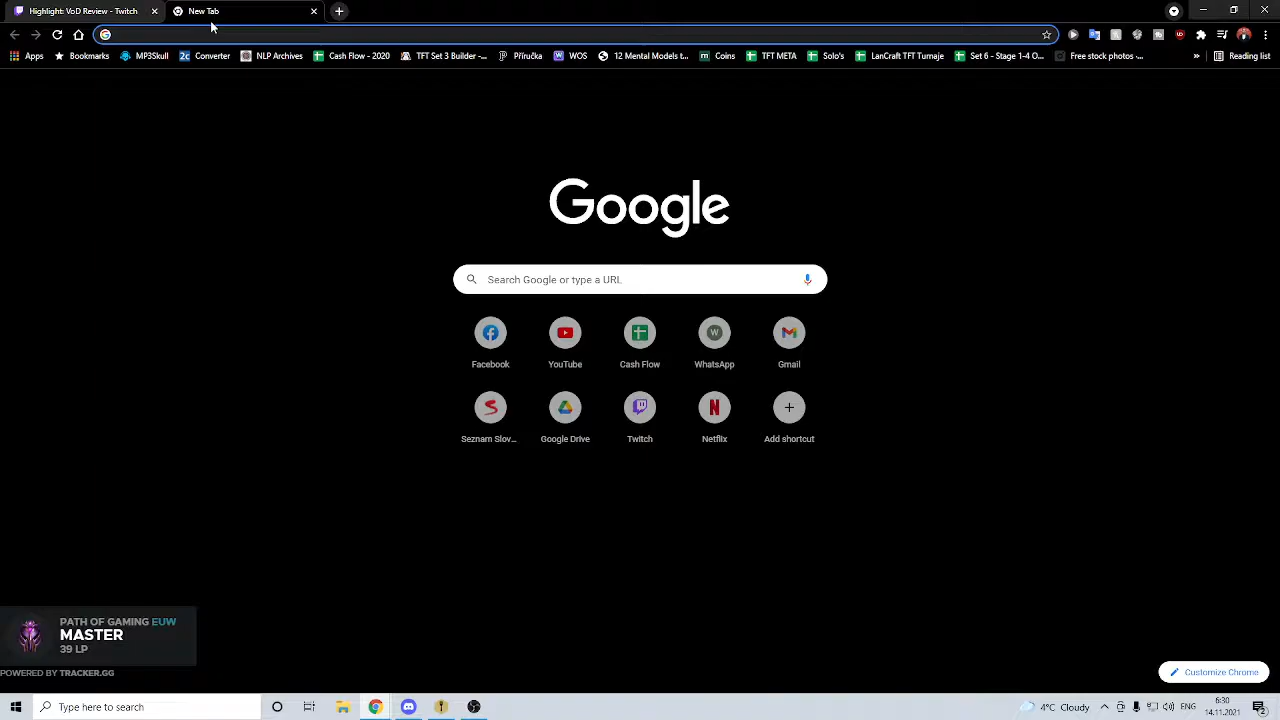 Highlight: VoD Review - Twitch
New Tab
Apps
Bookmarks
MP3Skull
Converter
NLP Archives
Cash Flow - 2020
TFT Set 3 Builder -...
Příručka
WOS
12 Mental Models t...
Coins
TFT META
Solo's
LanCraft TFT Turnaje
Set 6 - Stage 1-4 O...
Free stock photos -...
»
Reading list
Google
Search Google or type a URL
Facebook
YouTube
Cash Flow
WhatsApp
Gmail
Seznam Slov...
Google Drive
Twitch
Netflix
Add shortcut
PATH OF GAMING EUW
MASTER
39 LP
POWERED BY TRACKER.GG
Customize Chrome
Type here to search
Cloudy
ENG
6:30
14.11.2021